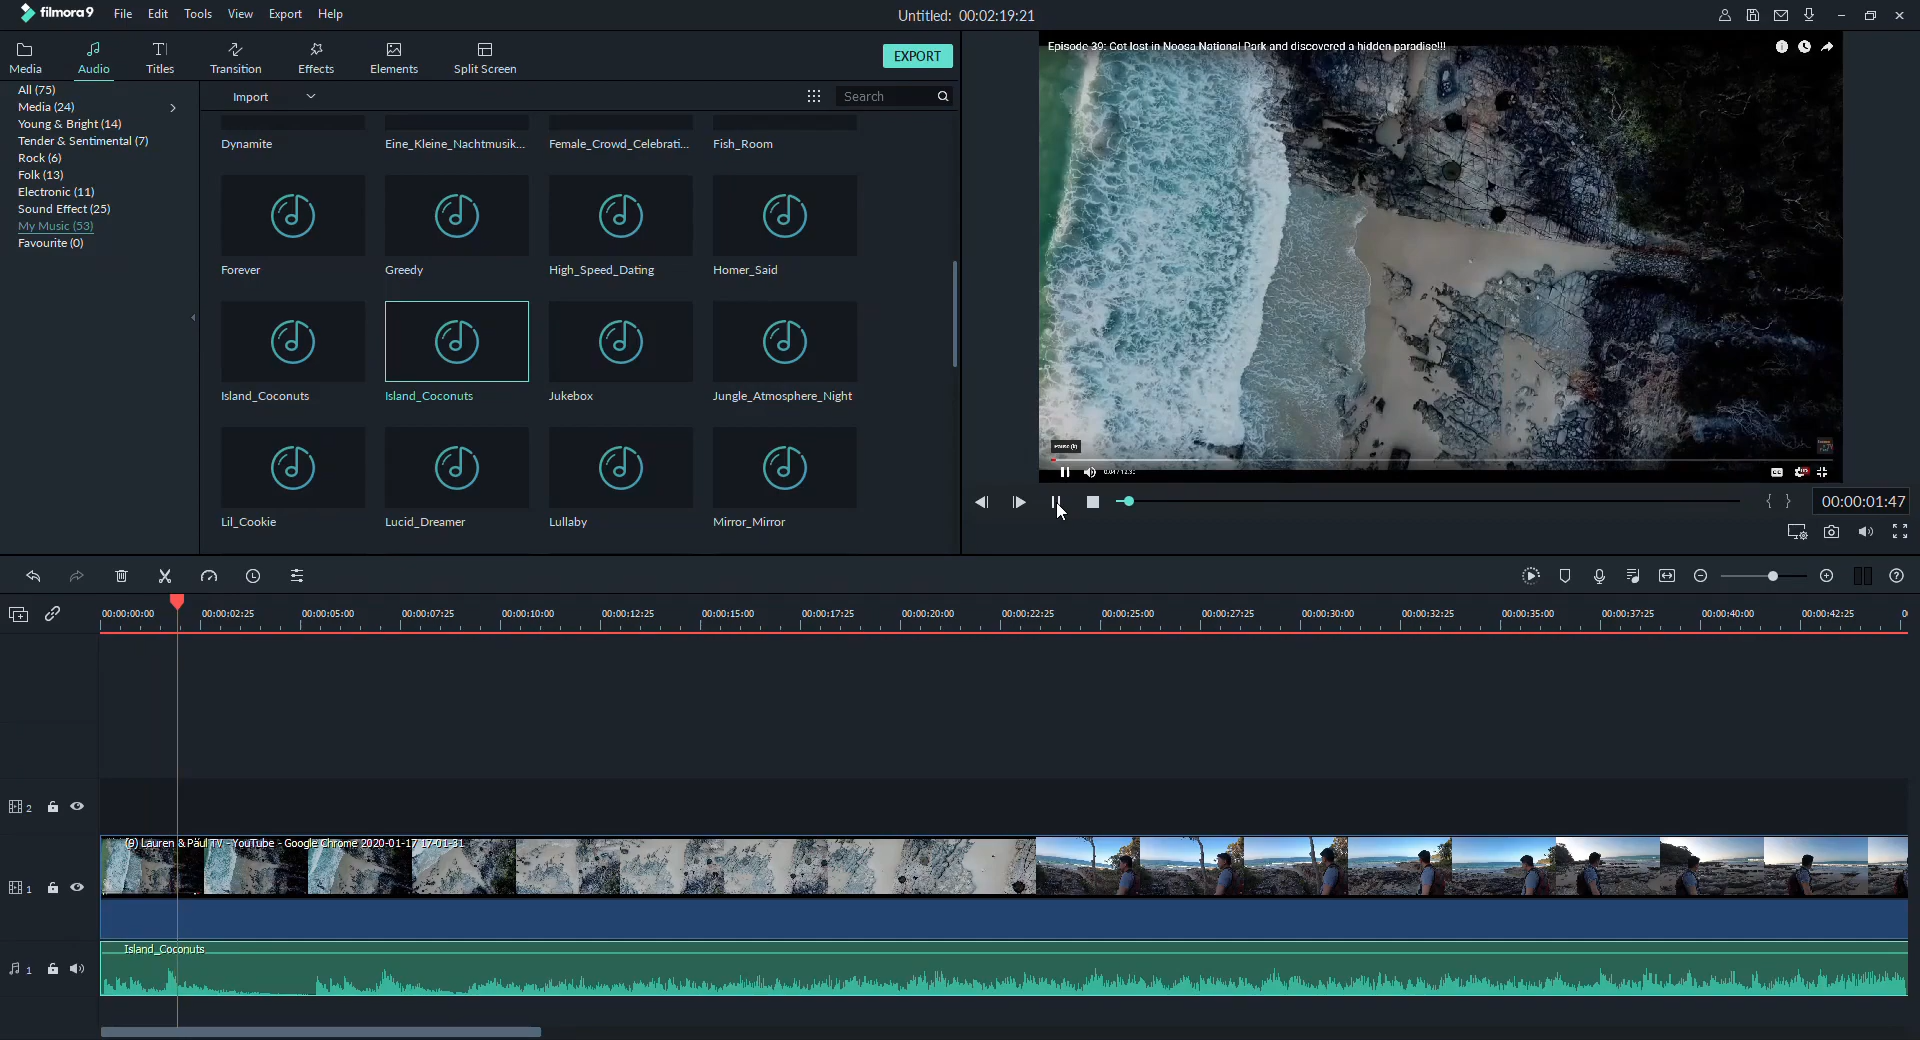 filmora9 File Edit Tools View Export Help Untitled: 00:02:19:21
Media Audio Titles Transition Effects Elements Split Screen EXPORT
All (75)
Media (24)
Young & Bright (14)
Tender & Sentimental (7)
Rock (6)
Folk (13)
Electronic (11)
Sound Effect (25)
My Music (53)
Favourite (0)
Import Search
Dynamite Eine_Kleine_Nachtmusik... Female_Crowd_Celebrati... Fish_Room
Forever Greedy High_Speed_Dating Homer_Said
Island_Coconuts Island_Coconuts Jukebox Jungle_Atmosphere_Night
Lil_Cookie Lucid_Dreamer Lullaby Mirror_Mirror
Episode 39: Got lost in Noosa National Park and discovered a hidden paradise!!!
Pause (k)
00:00:01:47
00:00:00:00 00:00:02:25 00:00:05:00 00:00:07:25 00:00:10:00 00:00:12:25 00:00:15:00 00:00:17:25 00:00:20:00 00:00:22:25 00:00:25:00 00:00:27:25 00:00:30:00 00:00:32:25 00:00:35:00 00:00:37:25 00:00:40:00 00:00:42:25
2
(9) Lauren & Paul TV - YouTube - Google Chrome 2020-01-17 17-01-31
1
Island_Coconuts
1